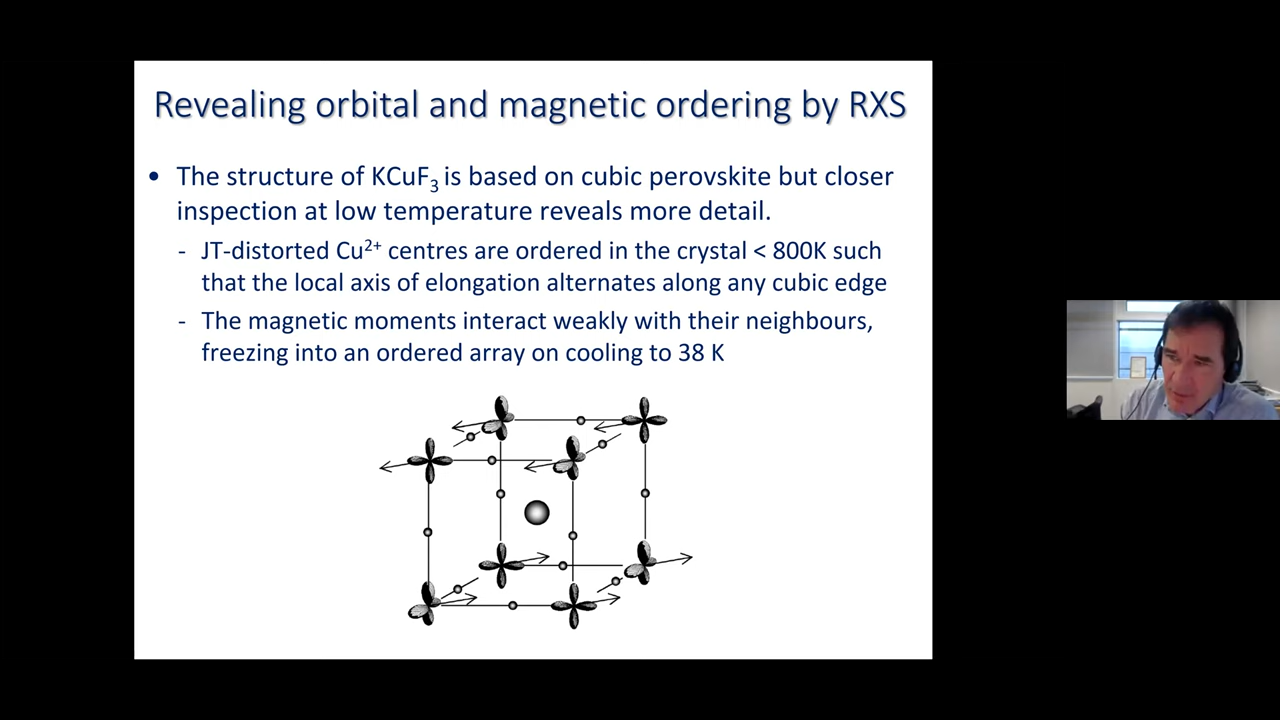 Revealing orbital and magnetic ordering by RXS
• The structure of KCuF3 is based on cubic perovskite but closer
inspection at low temperature reveals more detail.
- JT-distorted Cu2+ centres are ordered in the crystal < 800K such
that the local axis of elongation alternates along any cubic edge
- The magnetic moments interact weakly with their neighbours,
freezing into an ordered array on cooling to 38 K